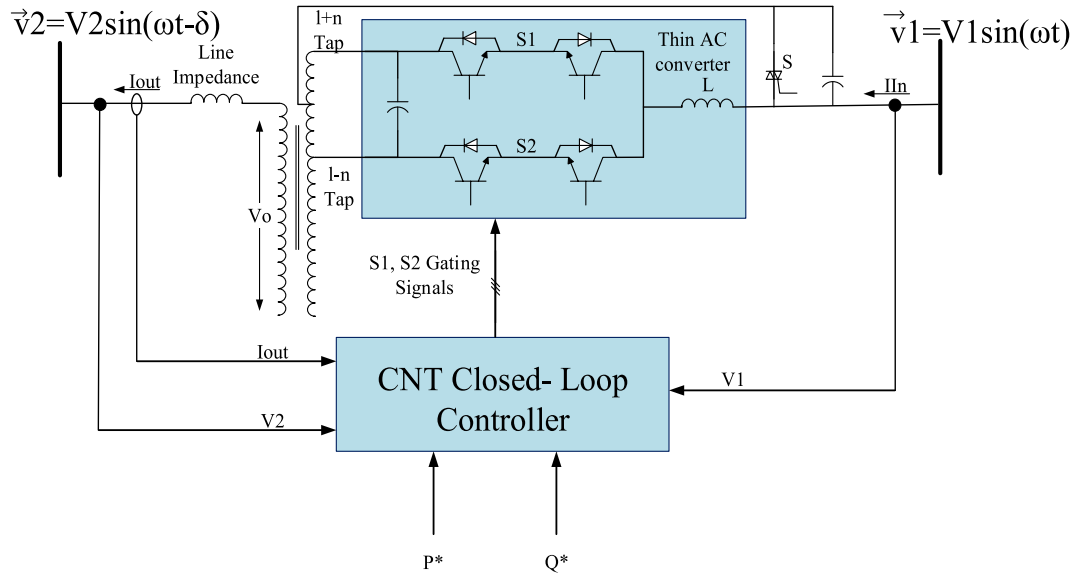 v2=V2sin(ωt-δ)
l+n
Tap
S1
Thin AC
converter
v1=V1sin(ωt)
Line
Impedance
S
Iout
L
IIn
S2
l-n
Tap
Vo
S1, S2 Gating
Signals
Iout
CNT Closed- Loop
Controller
V1
V2
P*
Q*